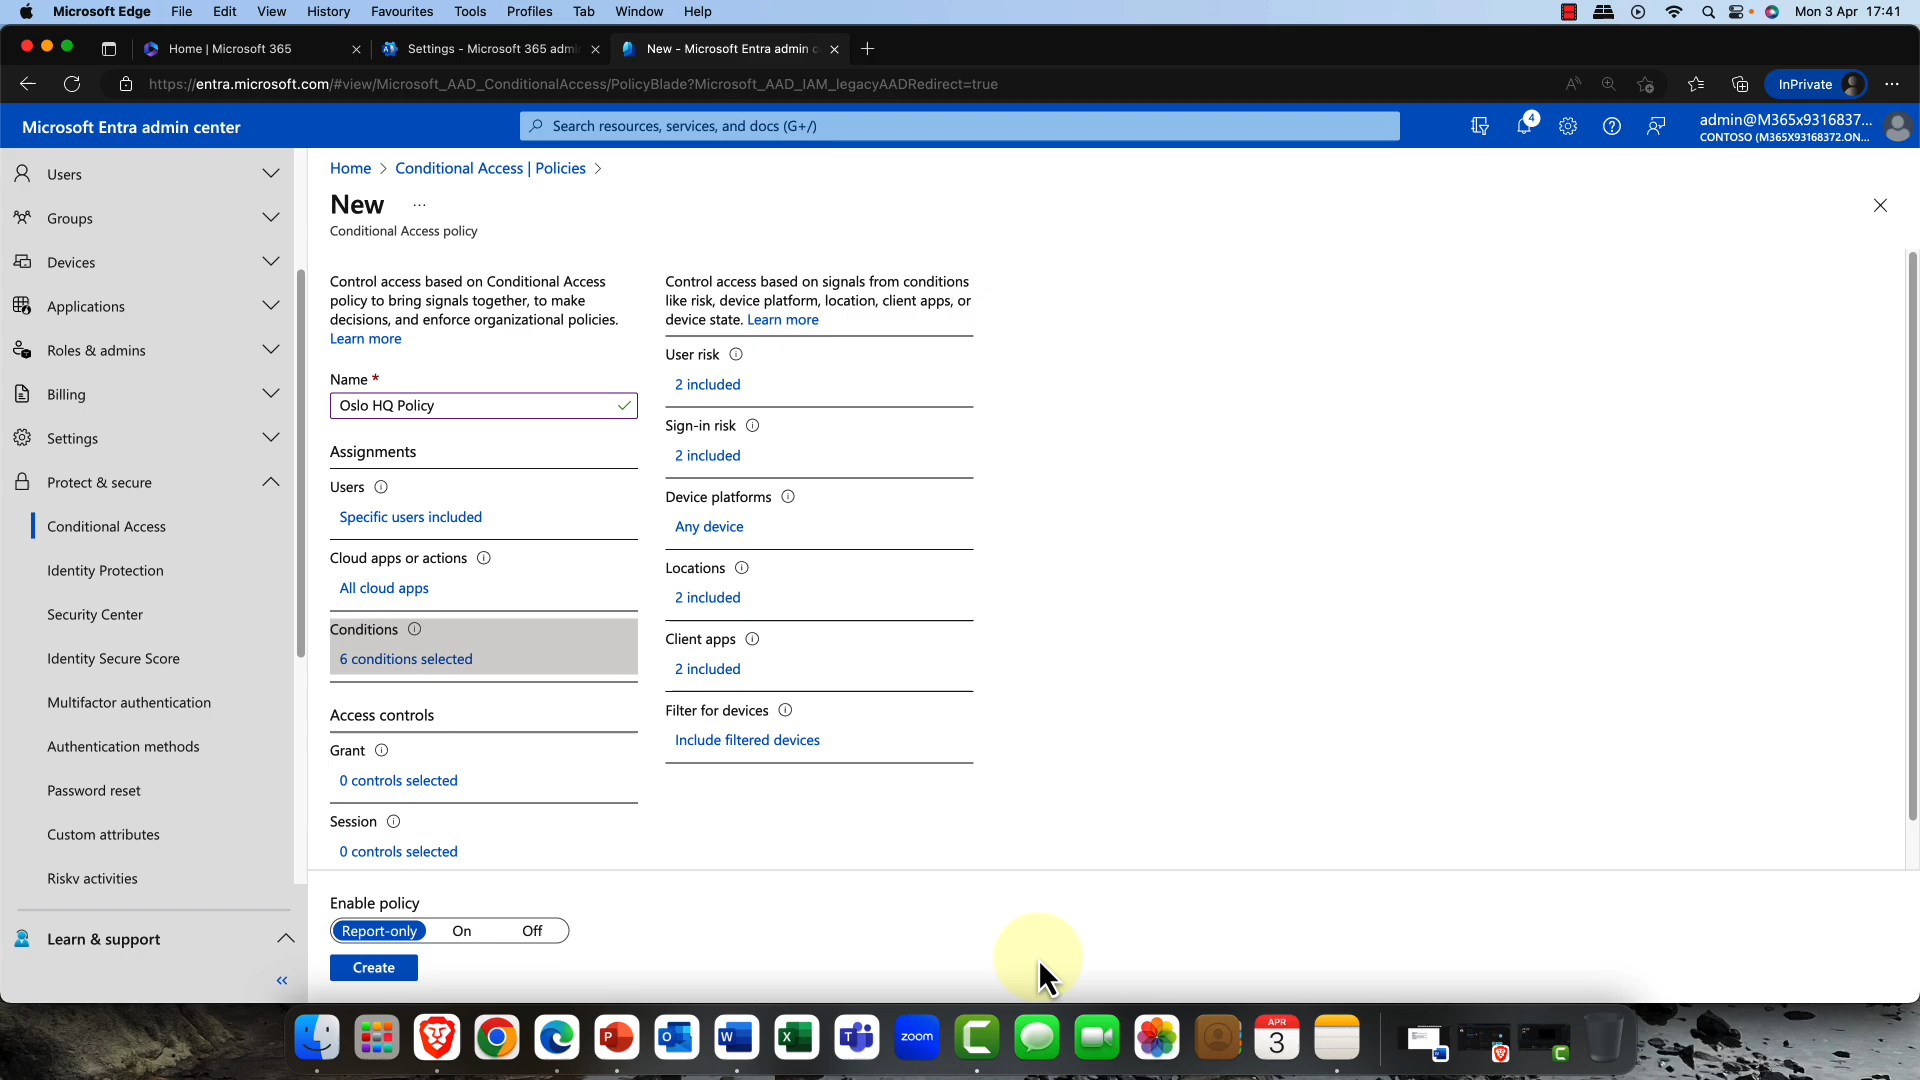 Microsoft Edge File Edit View History Favourites Tools Profiles Tab Window Help Mon 3 Apr 17:41
Home | Microsoft 365
Settings - Microsoft 365 admi
New - Microsoft Entra admin c
https://entra.microsoft.com/#view/Microsoft_AAD_ConditionalAccess/PolicyBlade?Microsoft_AAD_IAM_legacyAADRedirect=true
InPrivate
Microsoft Entra admin center
Search resources, services, and docs (G+/)
4
admin@M365x9316837...
CONTOSO (M365X93168372.ON...
Users
Groups
Devices
Applications
Roles & admins
Billing
Settings
Protect & secure
Conditional Access
Identity Protection
Security Center
Identity Secure Score
Multifactor authentication
Authentication methods
Password reset
Custom attributes
Risky activities
Learn & support
Home > Conditional Access | Policies >
New ...
Conditional Access policy
Control access based on Conditional Access
policy to bring signals together, to make
decisions, and enforce organizational policies.
Learn more
Name *
Oslo HQ Policy
Assignments
Users
Specific users included
Cloud apps or actions
All cloud apps
Conditions
6 conditions selected
Access controls
Grant
0 controls selected
Session
0 controls selected
Control access based on signals from conditions
like risk, device platform, location, client apps, or
device state. Learn more
User risk
2 included
Sign-in risk
2 included
Device platforms
Any device
Locations
2 included
Client apps
2 included
Filter for devices
Include filtered devices
Enable policy
Report-only On Off
Create
zoom
APR
3